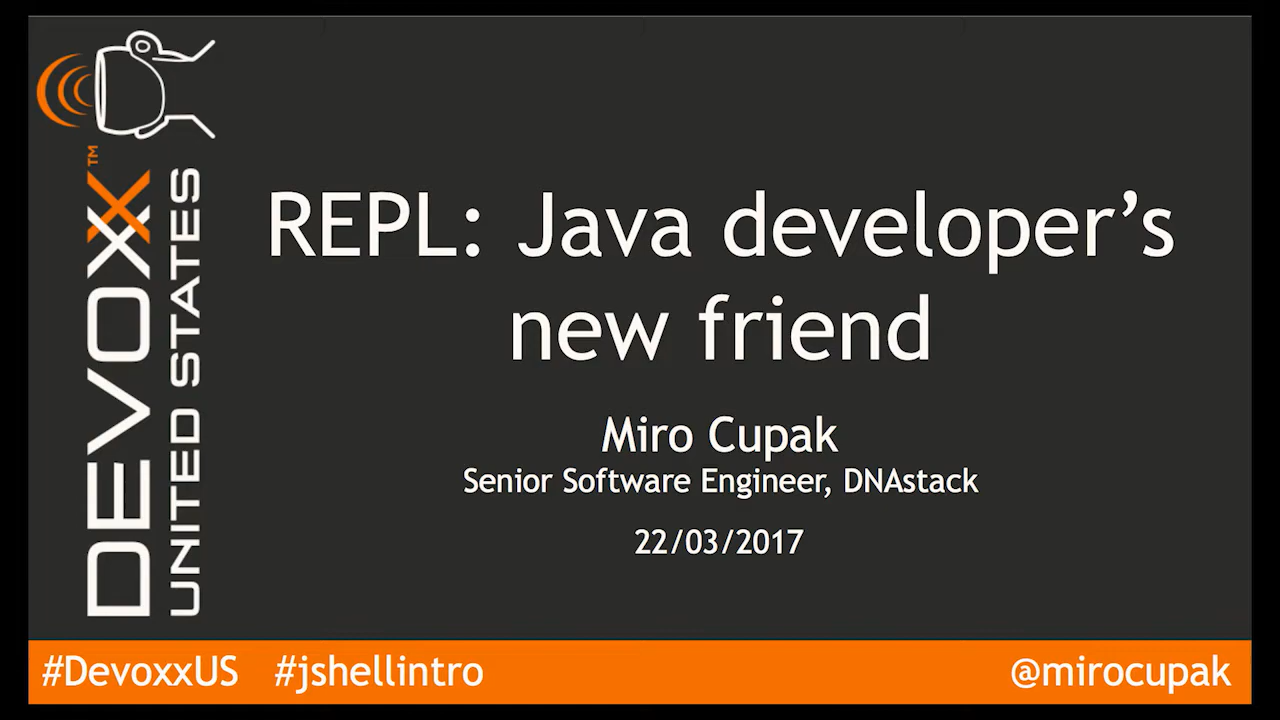 DEVOXX™
UNITED STATES
REPL: Java developer’s
new friend
Miro Cupak
Senior Software Engineer, DNAstack
22/03/2017
#DevoxxUS #jshellintro @mirocupak